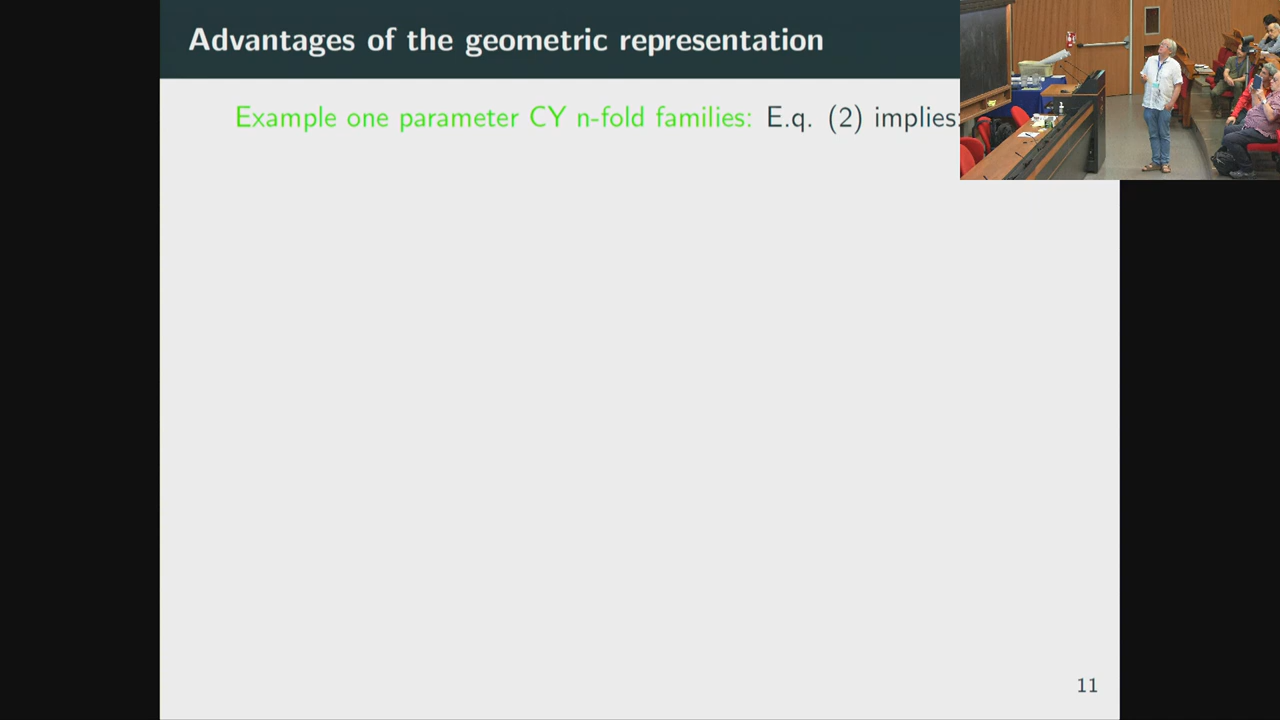 Advantages of the geometric representation
Example one parameter CY n-fold families: E.q. (2) implies
11